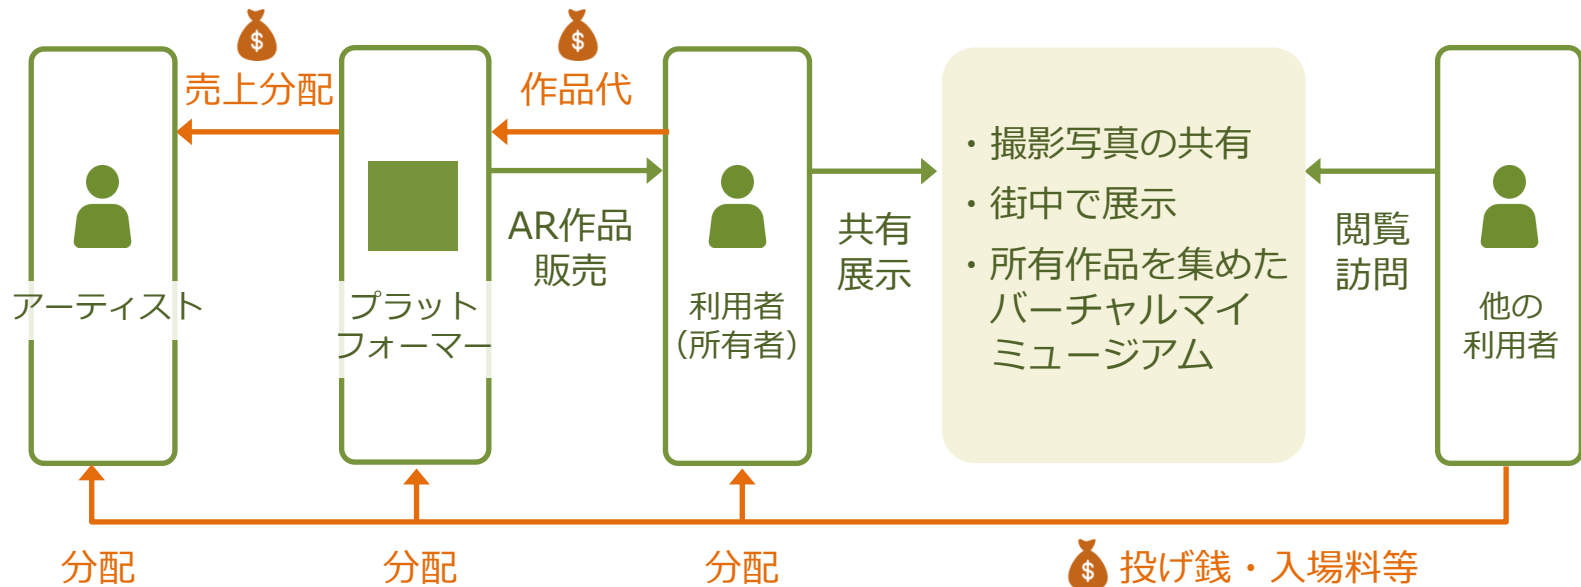 売上分配
作品代
アーティスト
プラット
フォーマー
AR作品
販売
利用者
（所有者）
共有
展示
・撮影写真の共有
・街中で展示
・所有作品を集めた
バーチャルマイ
ミュージアム
閲覧
訪問
他の
利用者
分配
分配
分配
投げ銭・入場料等